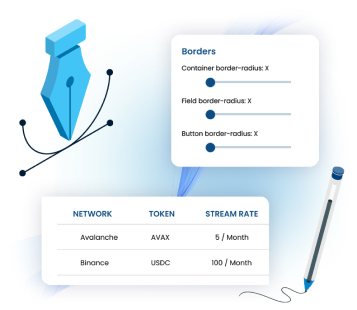 Borders
Container border-radius: X
Field border-radius: X
Button border-radius: X
NETWORK TOKEN STREAM RATE
Avalanche AVAX 5 / Month
Binance USDC 100 / Month